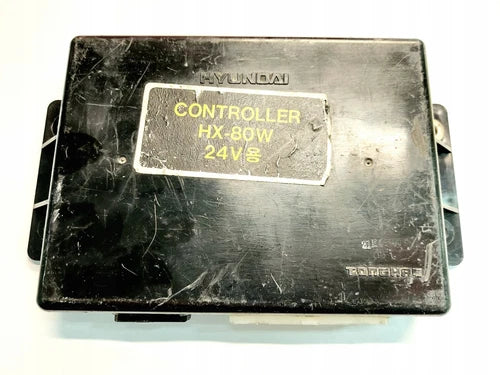 HYUNDAI
CONTROLLER
HX-80W
24V용